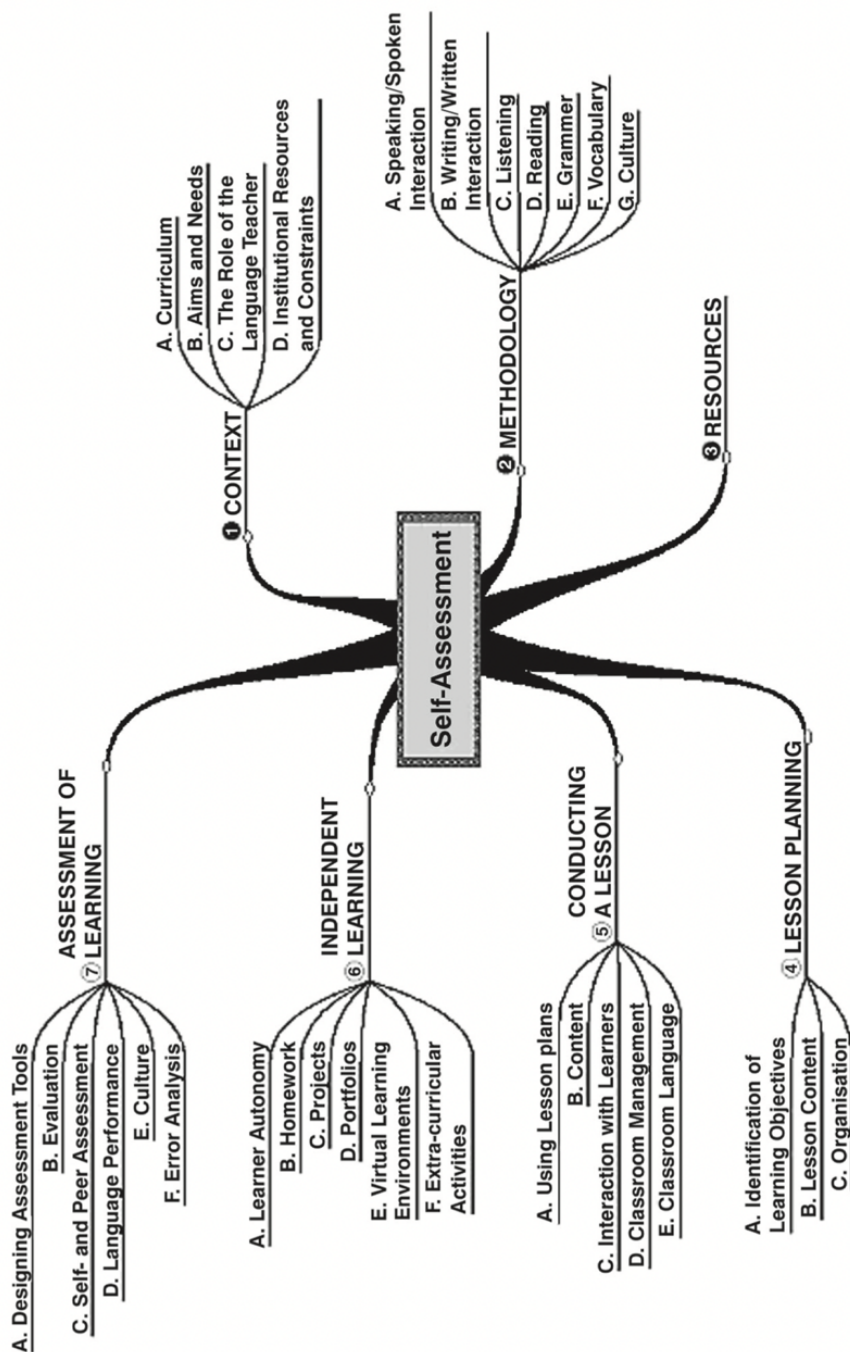 Self-Assessment
❶ CONTEXT
A. Curriculum
B. Aims and Needs
C. The Role of the
Language Teacher
D. Institutional Resources
and Constraints
❷ METHODOLOGY
A. Speaking/Spoken
Interaction
B. Writing/Written
Interaction
C. Listening
D. Reading
E. Grammer
F. Vocabulary
G. Culture
❸ RESOURCES
④ LESSON PLANNING
A. Identification of
Learning Objectives
B. Lesson Content
C. Organisation
CONDUCTING
⑤ A LESSON
A. Using Lesson plans
B. Content
C. Interaction with Learners
D. Classroom Management
E. Classroom Language
INDEPENDENT
⑥ LEARNING
A. Learner Autonomy
B. Homework
C. Projects
D. Portfolios
E. Virtual Learning
Environments
F. Extra-curricular
Activities
ASSESSMENT OF
⑦ LEARNING
A. Designing Assessment Tools
B. Evaluation
C. Self- and Peer Assessment
D. Language Performance
E. Culture
F. Error Analysis